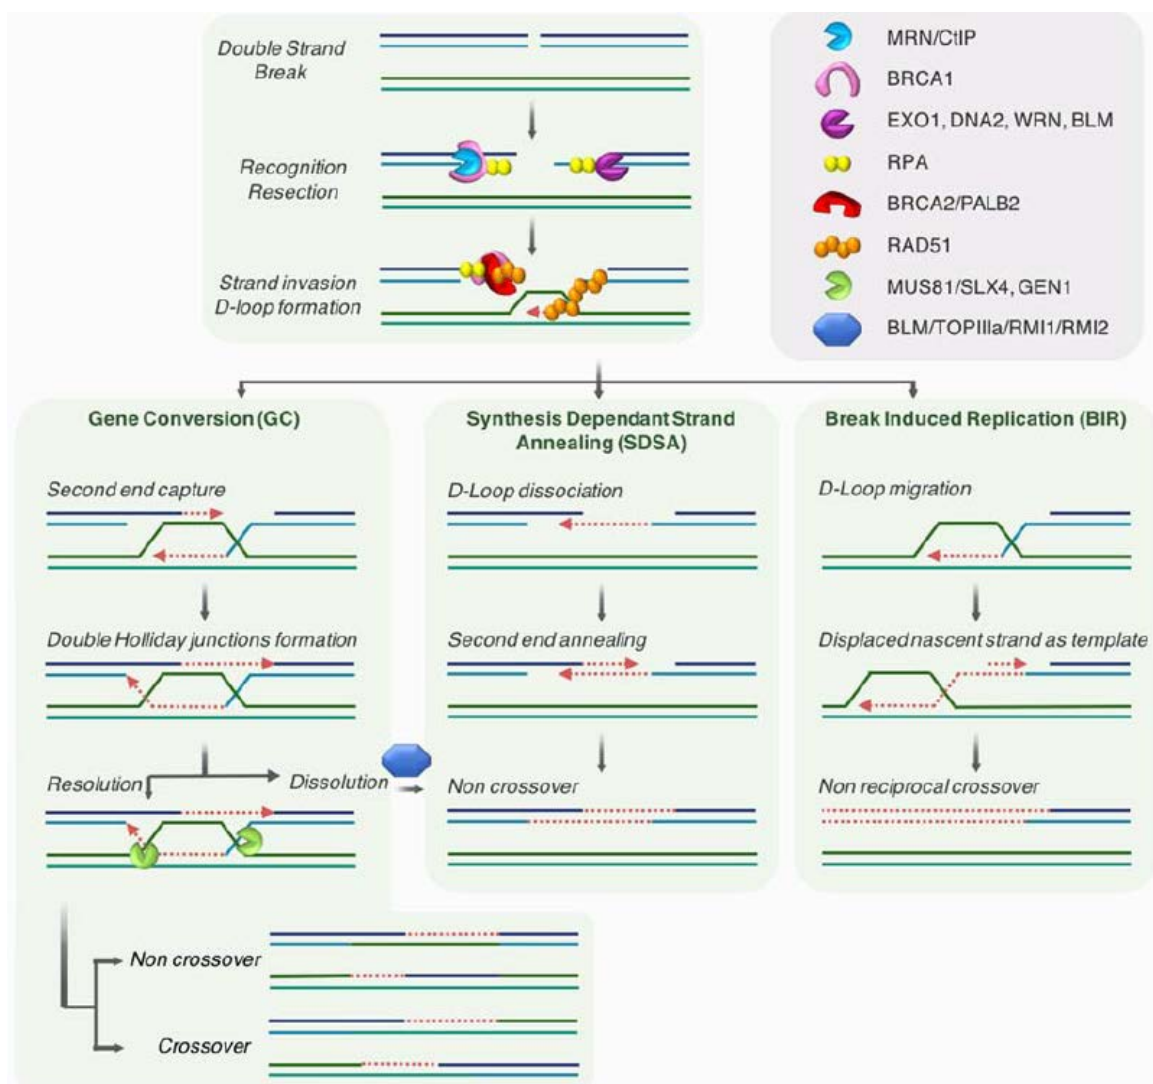 Double Strand
Break
Recognition
Resection
Strand invasion
D-loop formation
MRN/CtIP
BRCA1
EXO1, DNA2, WRN, BLM
RPA
BRCA2/PALB2
RAD51
MUS81/SLX4, GEN1
BLM/TOPIIIa/RMI1/RMI2
Gene Conversion (GC)
Second end capture
Double Holliday junctions formation
Resolution
Dissolution
Non crossover
Crossover
Synthesis Dependant Strand
Annealing (SDSA)
D-Loop dissociation
Second end annealing
Non crossover
Break Induced Replication (BIR)
D-Loop migration
Displaced nascent strand as template
Non reciprocal crossover